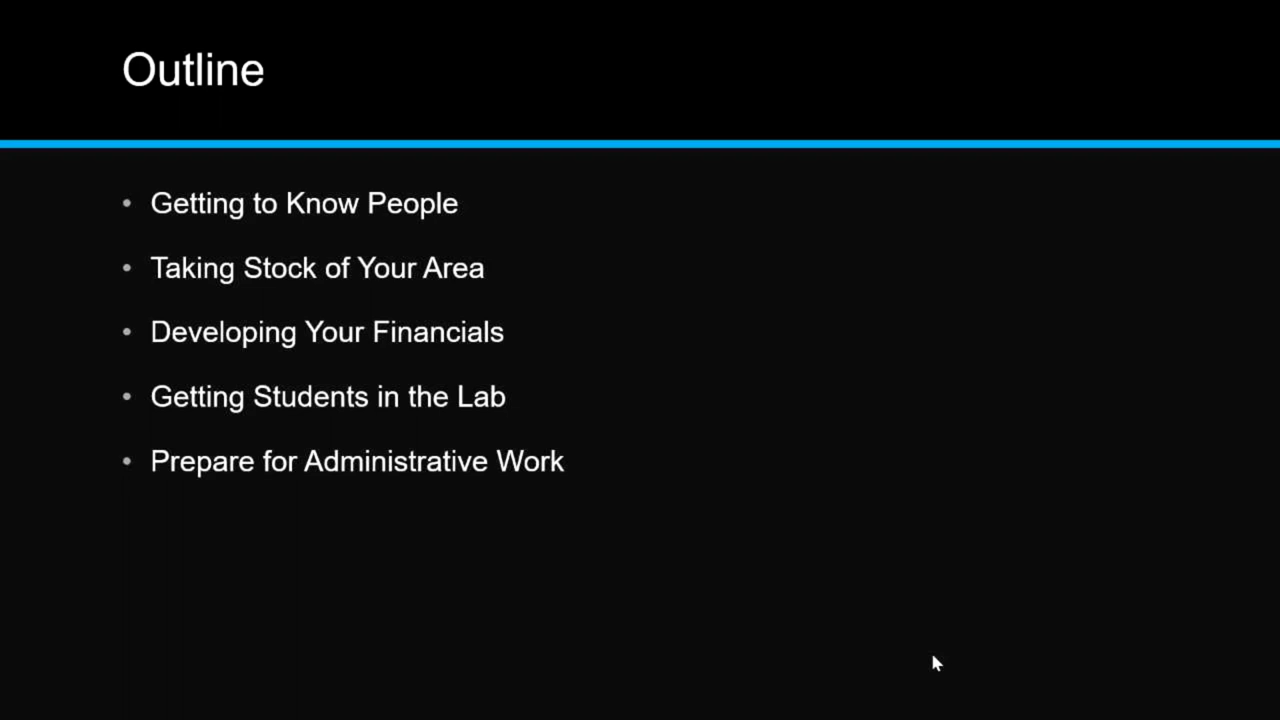 Outline
• Getting to Know People
• Taking Stock of Your Area
• Developing Your Financials
• Getting Students in the Lab
• Prepare for Administrative Work